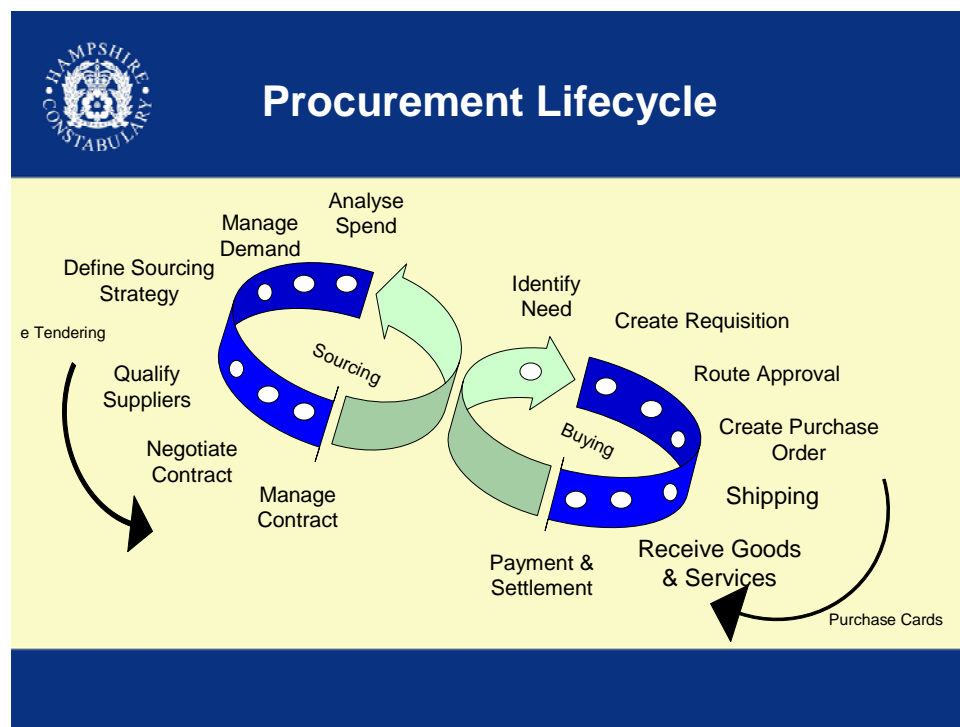 HAMPSHIRE
CONSTABULARY
Procurement Lifecycle
Analyse
Spend
Manage
Demand
Define Sourcing
Strategy
e Tendering
Qualify
Suppliers
Negotiate
Contract
Manage
Contract
Sourcing
Identify
Need
Create Requisition
Route Approval
Create Purchase
Order
Shipping
Receive Goods
& Services
Payment &
Settlement
Buying
Purchase Cards